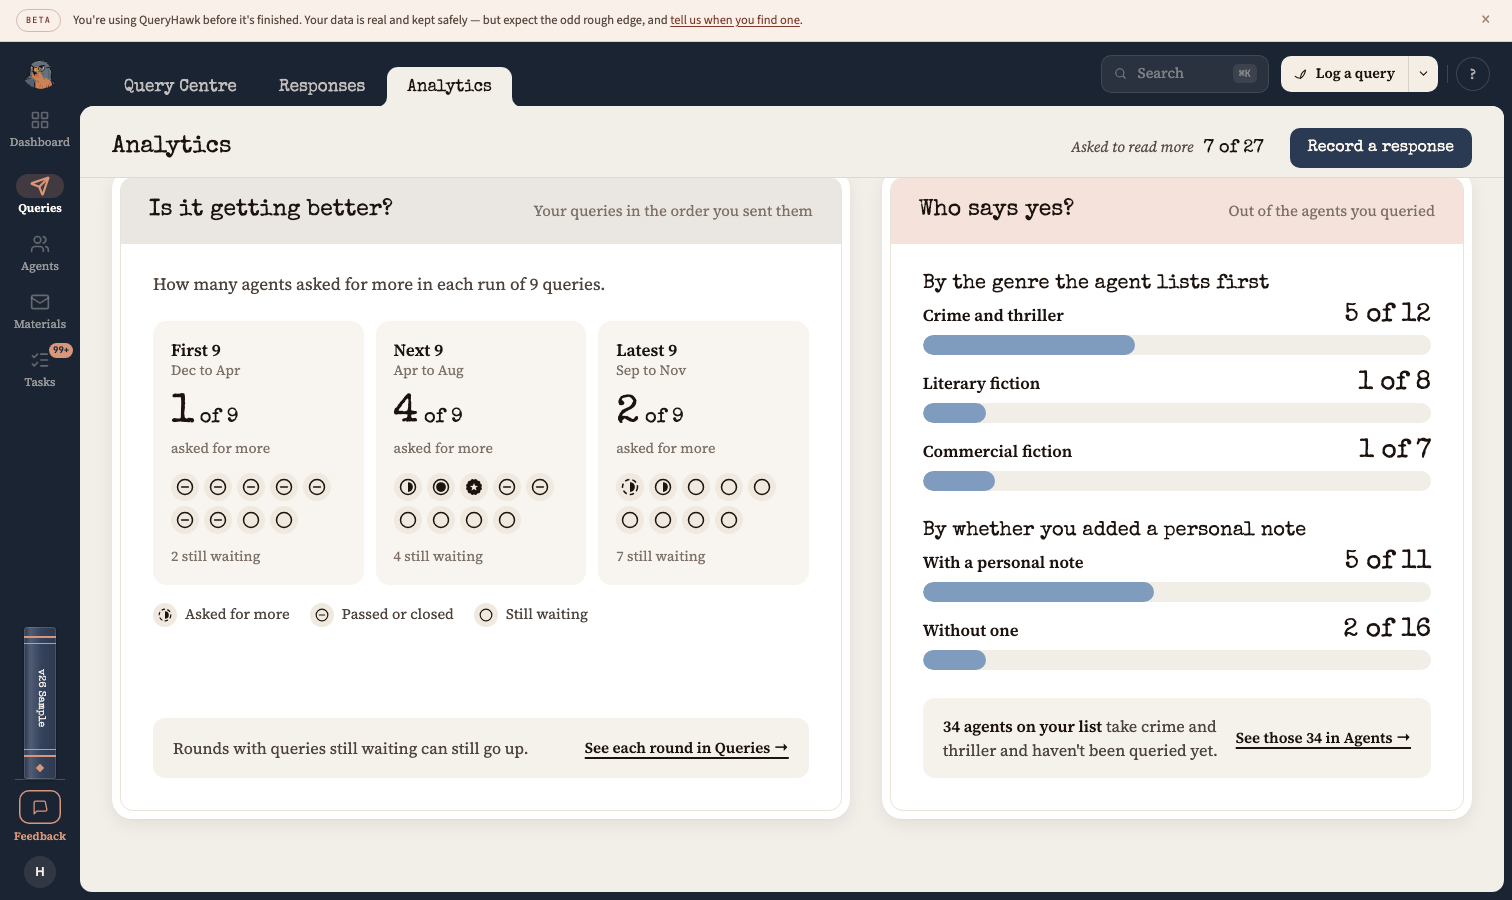 BETA
You're using QueryHawk before it's finished. Your data is real and kept safely — but expect the odd rough edge, and tell us when you find one.
×
Query Centre
Responses
Analytics
Search
⌘K
Log a query
?
Dashboard
Queries
Agents
Materials
99+
Tasks
v26 Sample
Feedback
H
Analytics
Asked to read more 7 of 27
Record a response
Is it getting better?
Your queries in the order you sent them
How many agents asked for more in each run of 9 queries.
First 9
Dec to Apr
1 of 9
asked for more
2 still waiting
Next 9
Apr to Aug
4 of 9
asked for more
4 still waiting
Latest 9
Sep to Nov
2 of 9
asked for more
7 still waiting
Asked for more
Passed or closed
Still waiting
Rounds with queries still waiting can still go up.
See each round in Queries →
Who says yes?
Out of the agents you queried
By the genre the agent lists first
Crime and thriller
5 of 12
Literary fiction
1 of 8
Commercial fiction
1 of 7
By whether you added a personal note
With a personal note
5 of 11
Without one
2 of 16
34 agents on your list take crime and
thriller and haven't been queried yet.
See those 34 in Agents →